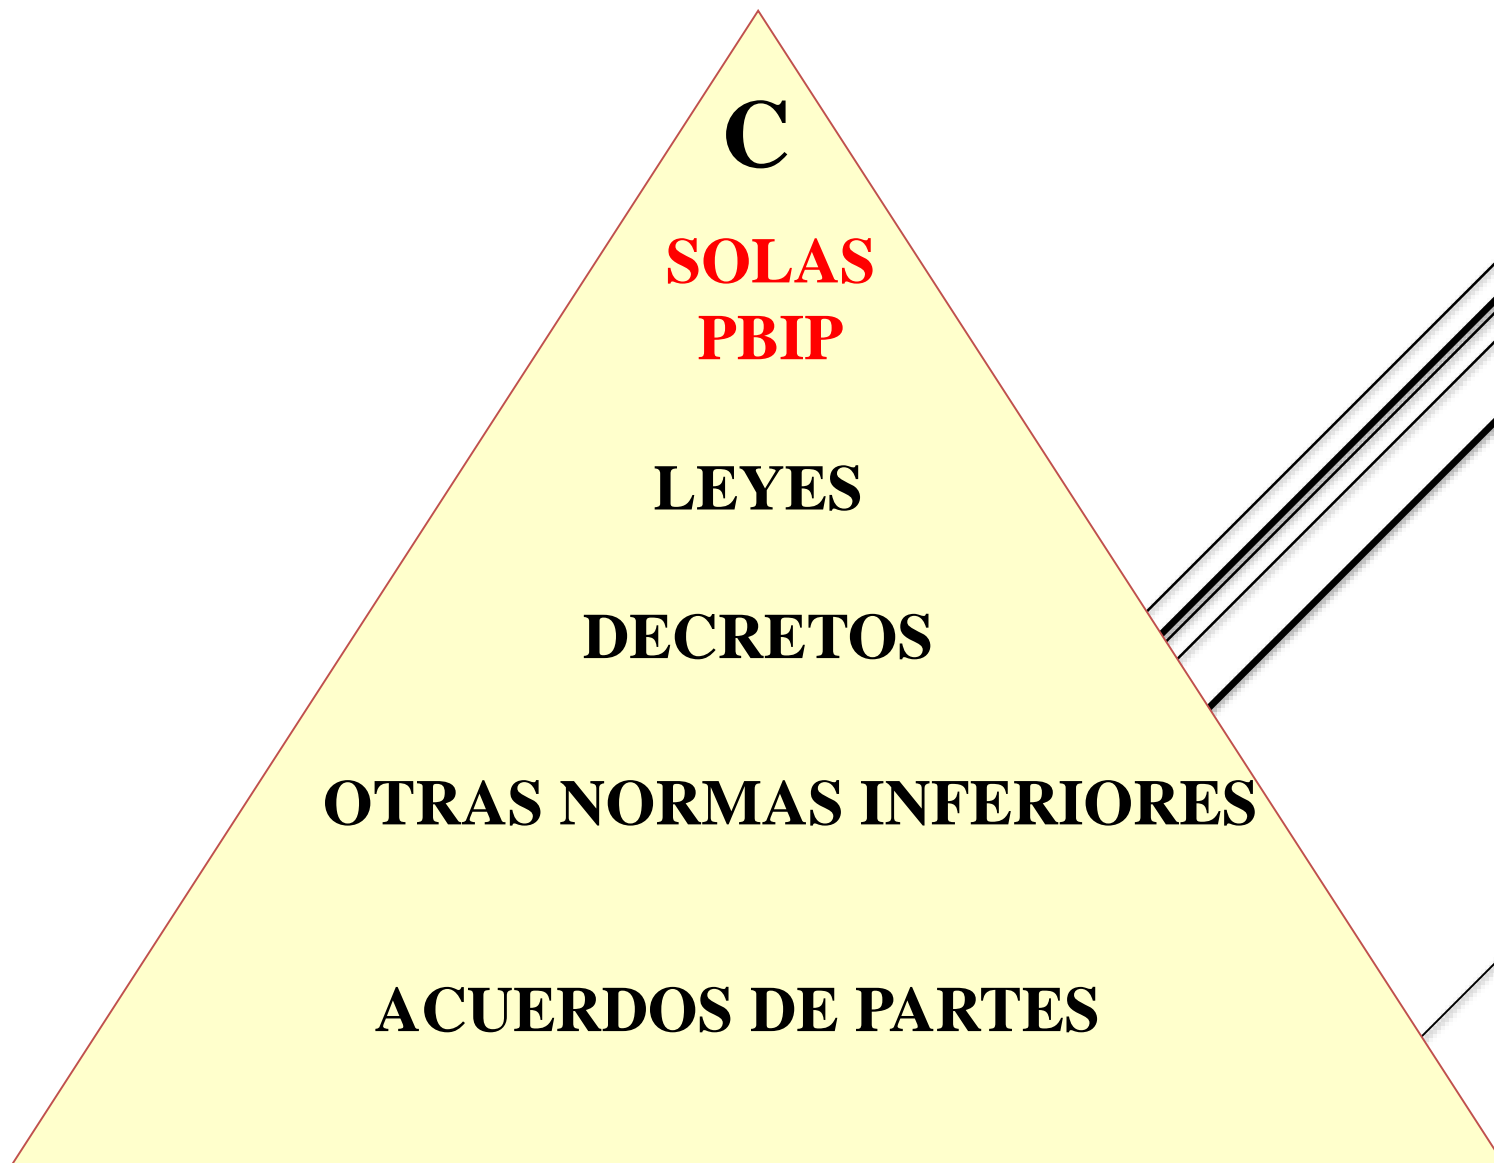 C
SOLAS
PBIP
LEYES
DECRETOS
OTRAS NORMAS INFERIORES
ACUERDOS DE PARTES